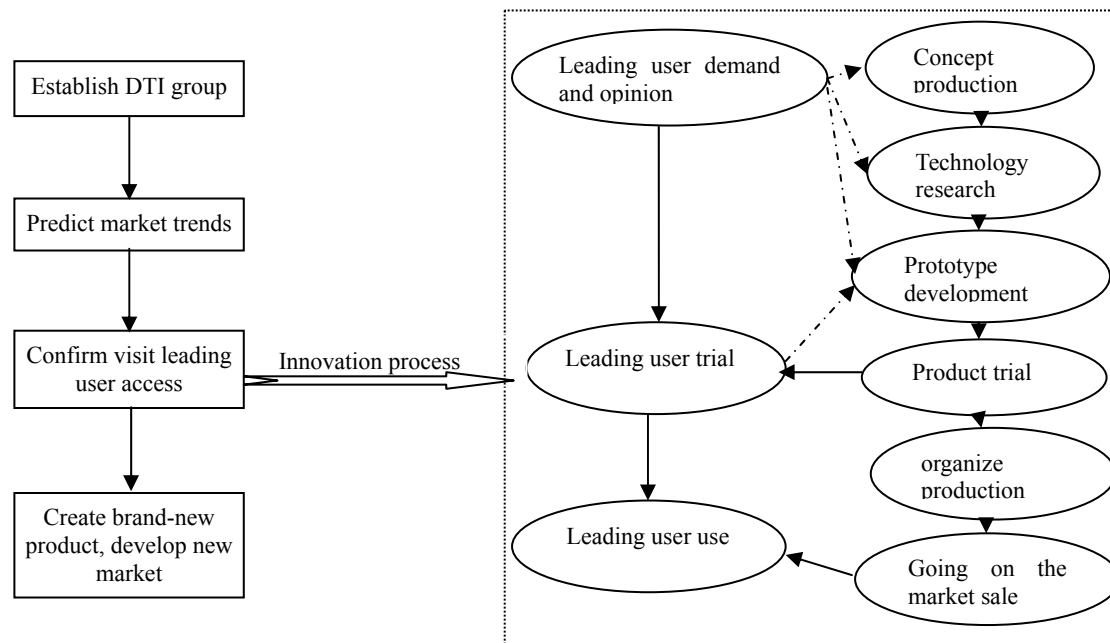 Establish DTI group
Predict market trends
Confirm visit leading
user access
Create brand-new
product, develop new
market
Innovation process
Leading user demand
and opinion
Leading user trial
Leading user use
Concept
production
Technology
research
Prototype
development
Product trial
organize
production
Going on the
market sale